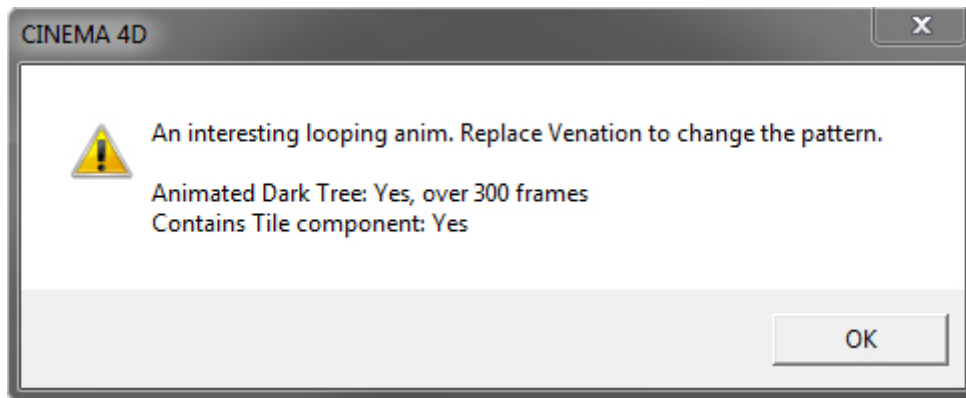 CINEMA 4D
An interesting looping anim. Replace Venation to change the pattern.
Animated Dark Tree: Yes, over 300 frames
Contains Tile component: Yes
OK